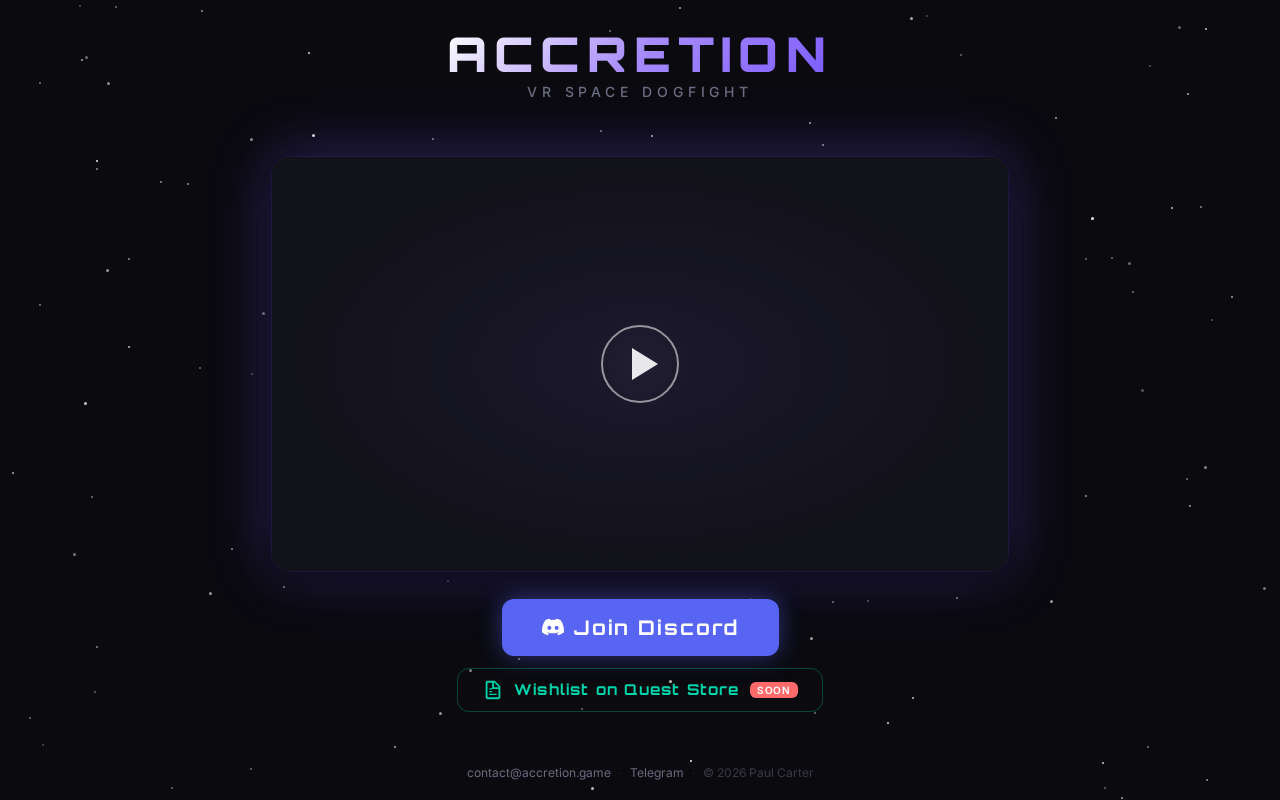 ACCRETION
VR SPACE DOGFIGHT
Join Discord
Wishlist on Quest Store SOON
contact@accretion.game · Telegram · © 2026 Paul Carter